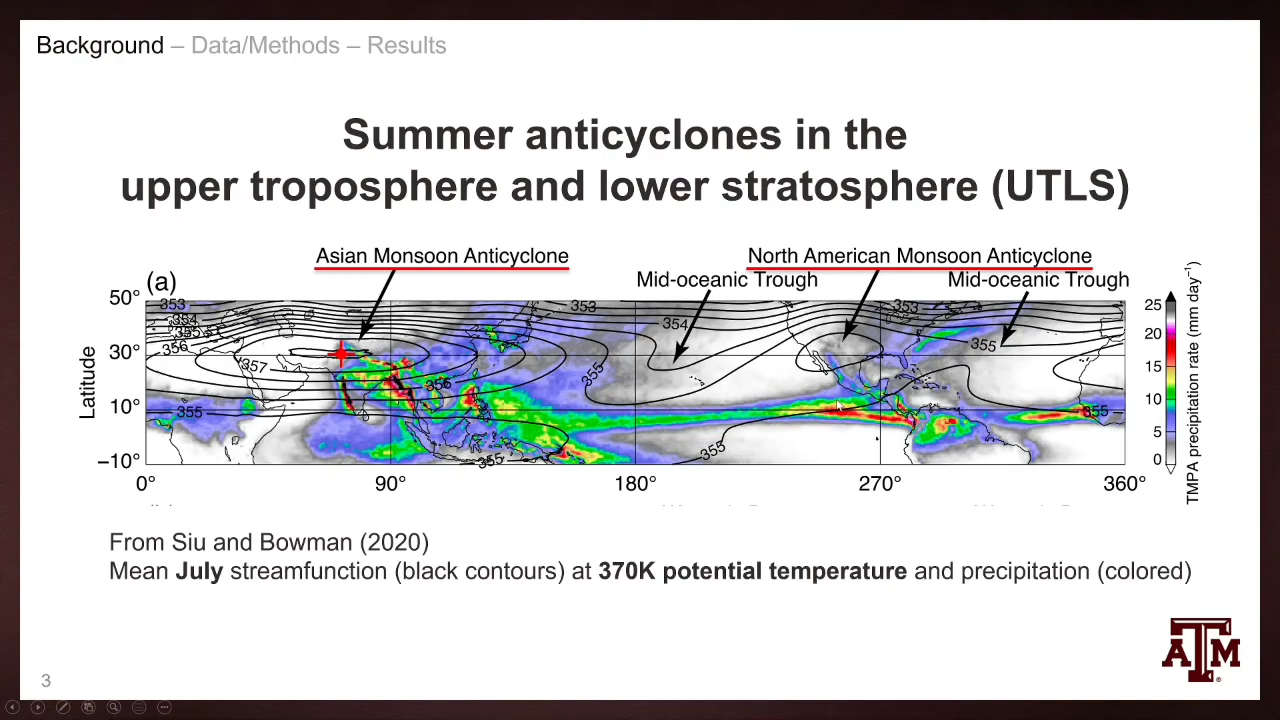 Background – Data/Methods – Results
Summer anticyclones in the
upper troposphere and lower stratosphere (UTLS)
Asian Monsoon Anticyclone
North American Monsoon Anticyclone
(a)
Mid-oceanic Trough
Mid-oceanic Trough
50°
30°
10°
−10°
Latitude
353
354
355
356
357
355
356
355
353
354
355
355
353
355
355
0°
90°
180°
270°
360°
25
20
15
10
5
0
TMPA precipitation rate (mm day⁻¹)
From Siu and Bowman (2020)
Mean July streamfunction (black contours) at 370K potential temperature and precipitation (colored)
ATM
3